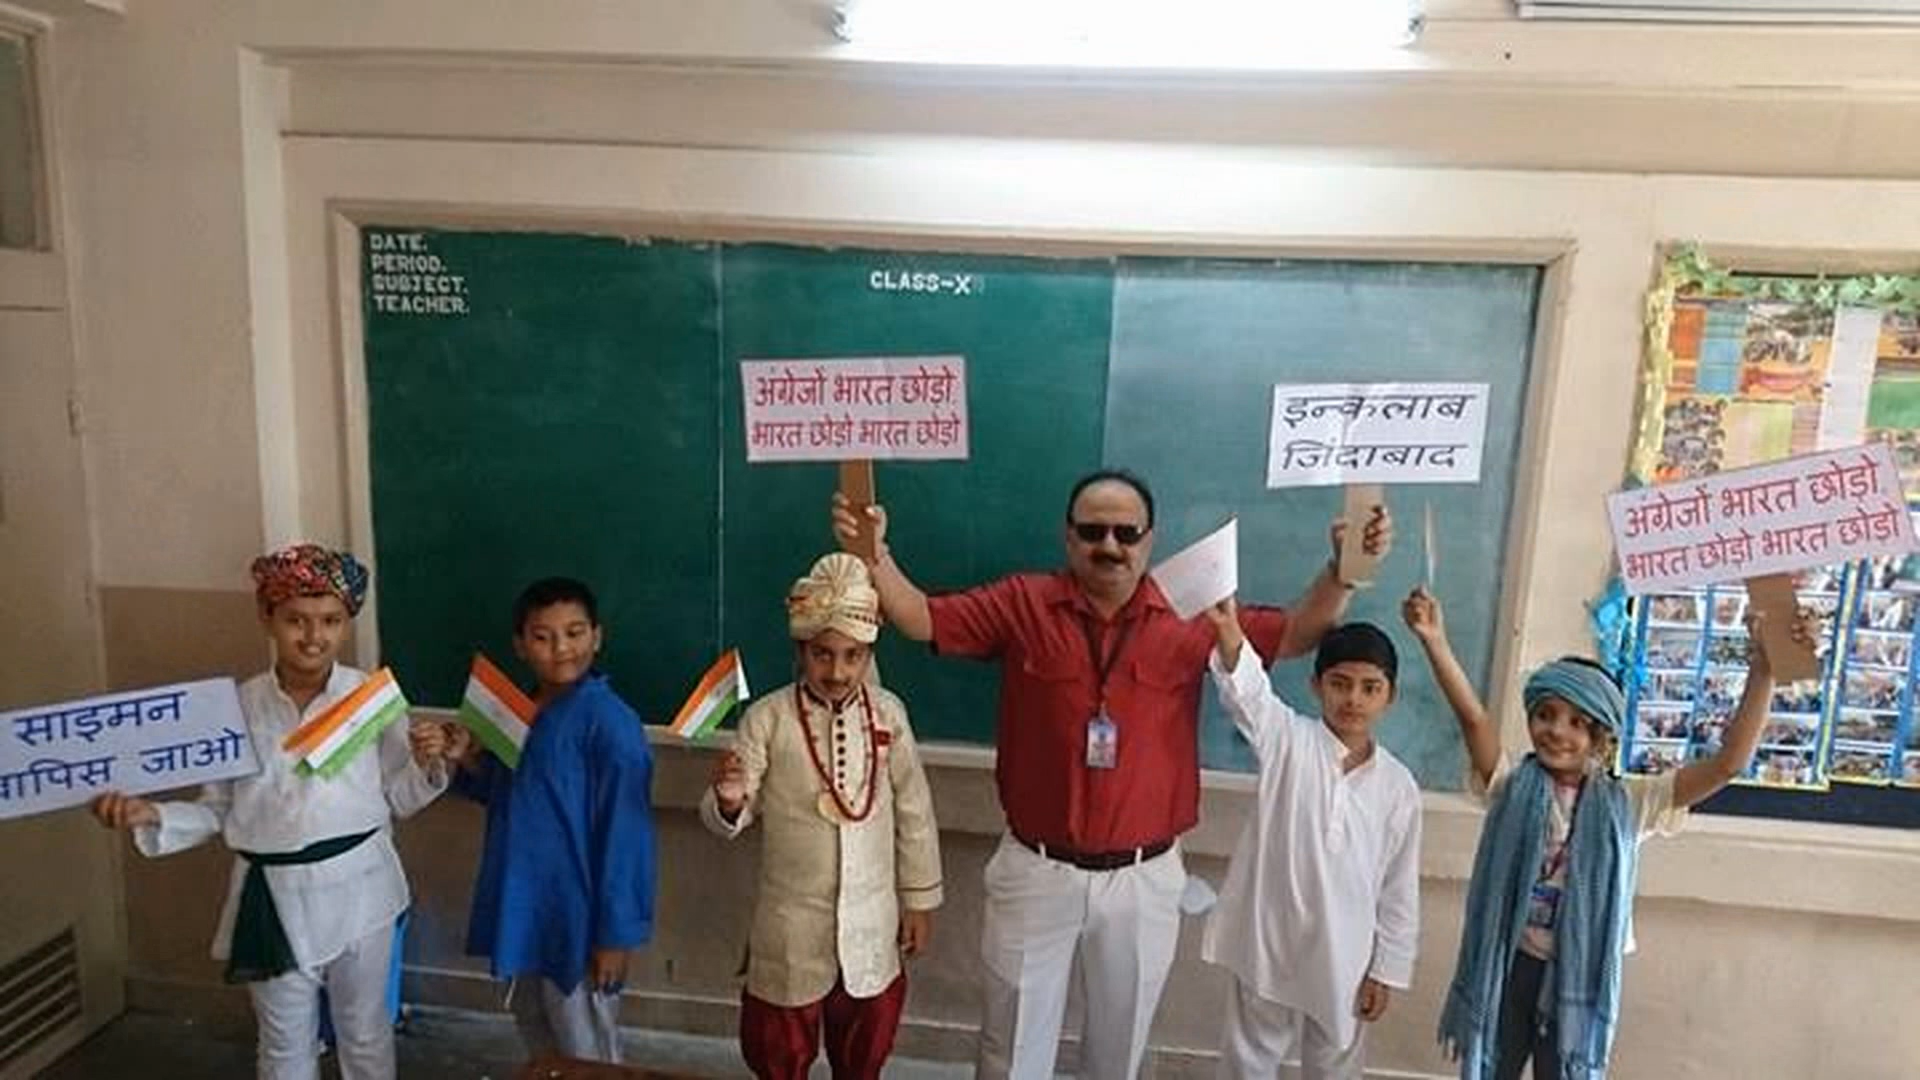 DATE.
PERIOD.
SUBJECT.
TEACHER.
CLASS-X
अंग्रेजों भारत छोड़ो
भारत छोड़ो भारत छोड़ो
इन्कलाब
जिंदाबाद
अंग्रेजों भारत छोड़ो
भारत छोड़ो भारत छोड़ो
साइमन
वापिस जाओ